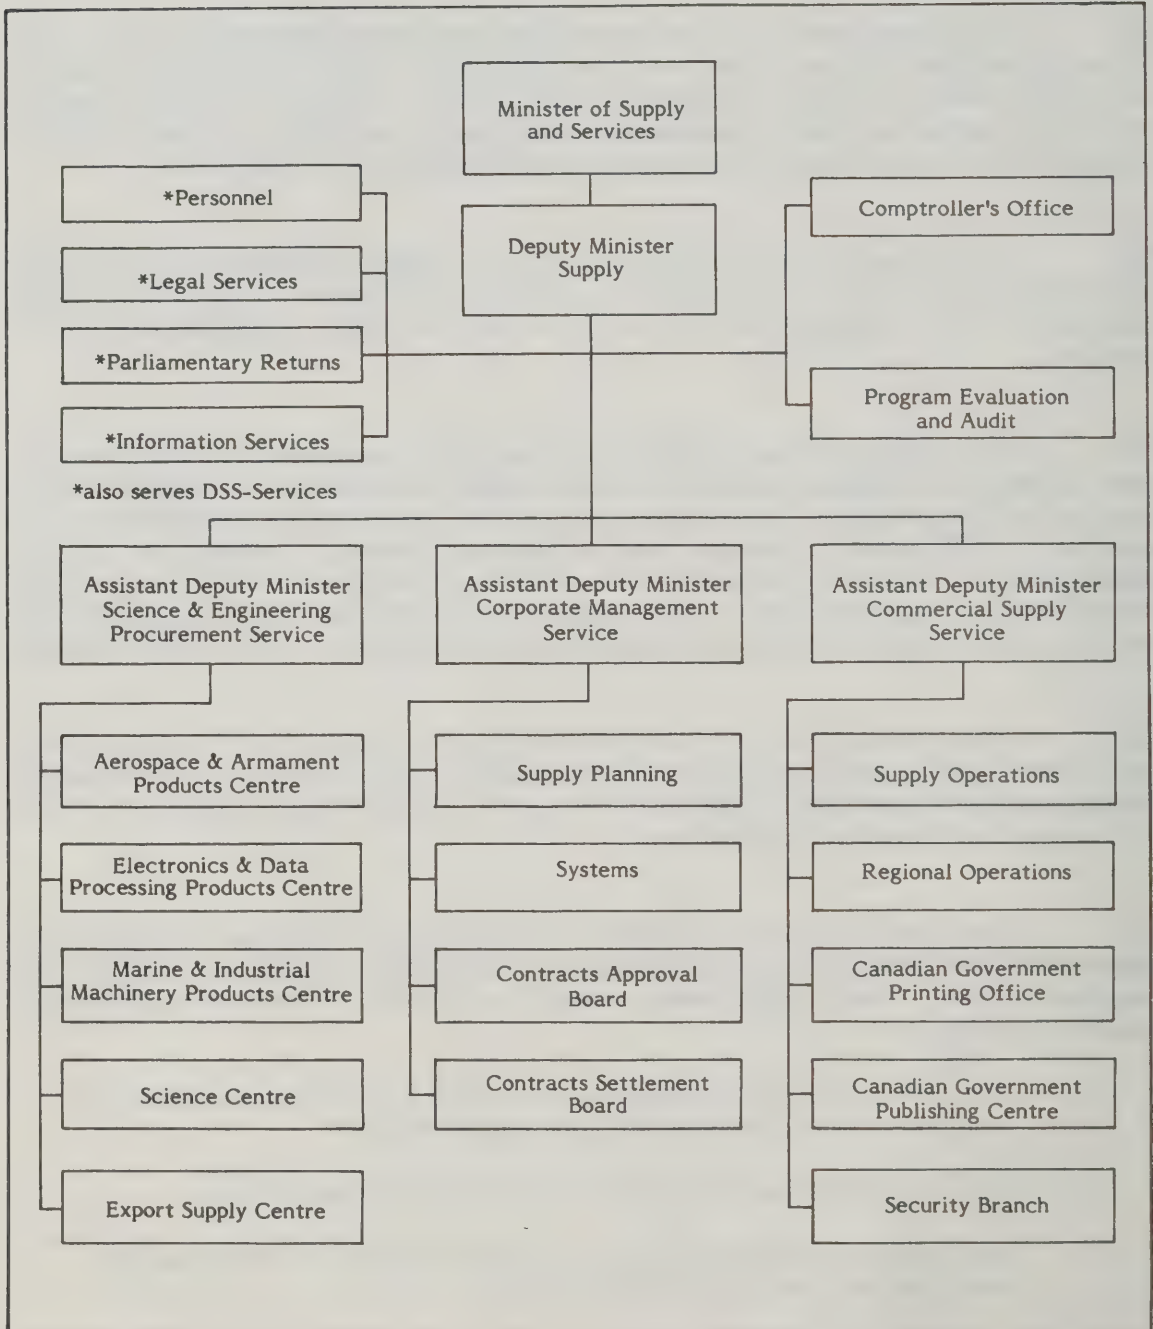 Minister of Supply
and Services
Deputy Minister
Supply
*Personnel
*Legal Services
*Parliamentary Returns
*Information Services
*also serves DSS-Services
Comptroller's Office
Program Evaluation
and Audit
Assistant Deputy Minister
Science & Engineering
Procurement Service
Aerospace & Armament
Products Centre
Electronics & Data
Processing Products Centre
Marine & Industrial
Machinery Products Centre
Science Centre
Export Supply Centre
Assistant Deputy Minister
Corporate Management
Service
Supply Planning
Systems
Contracts Approval
Board
Contracts Settlement
Board
Assistant Deputy Minister
Commercial Supply
Service
Supply Operations
Regional Operations
Canadian Government
Printing Office
Canadian Government
Publishing Centre
Security Branch